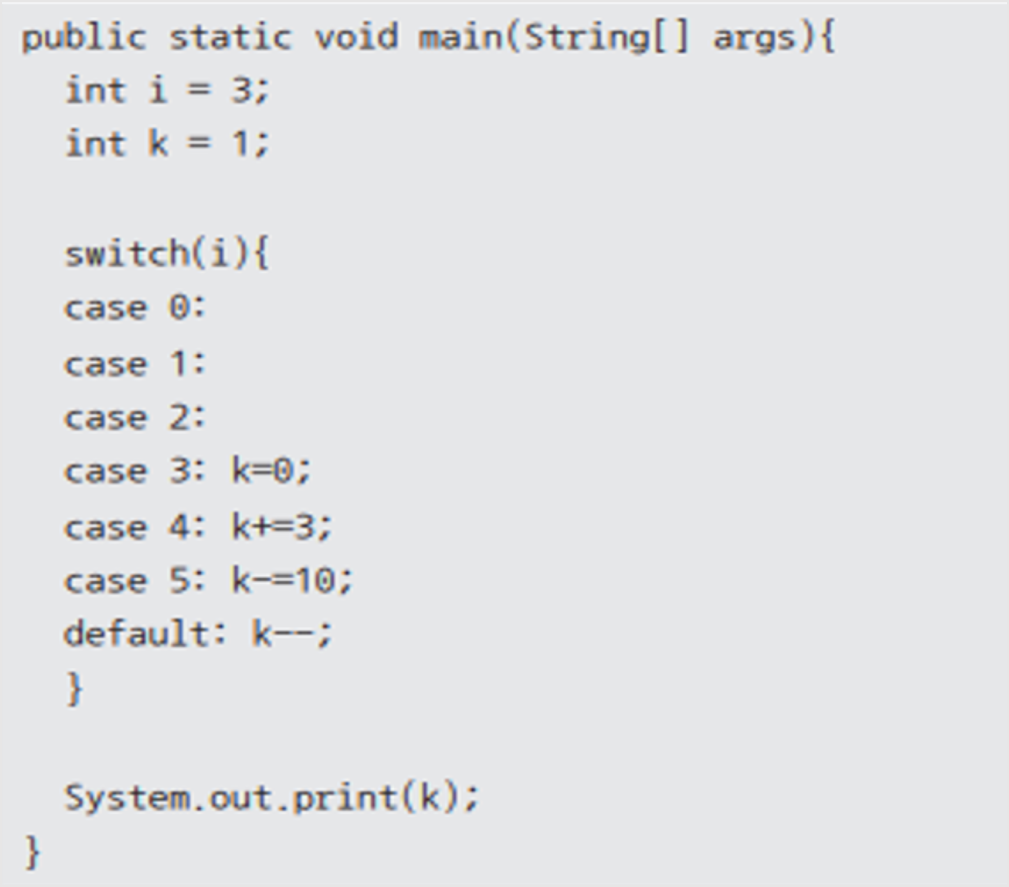 public static void main(String[] args){
int i = 3;
int k = 1;
switch(i){
case 0:
case 1:
case 2:
case 3: k=0;
case 4: k+=3;
case 5: k-=10;
default: k--;
}
System.out.print(k);
}